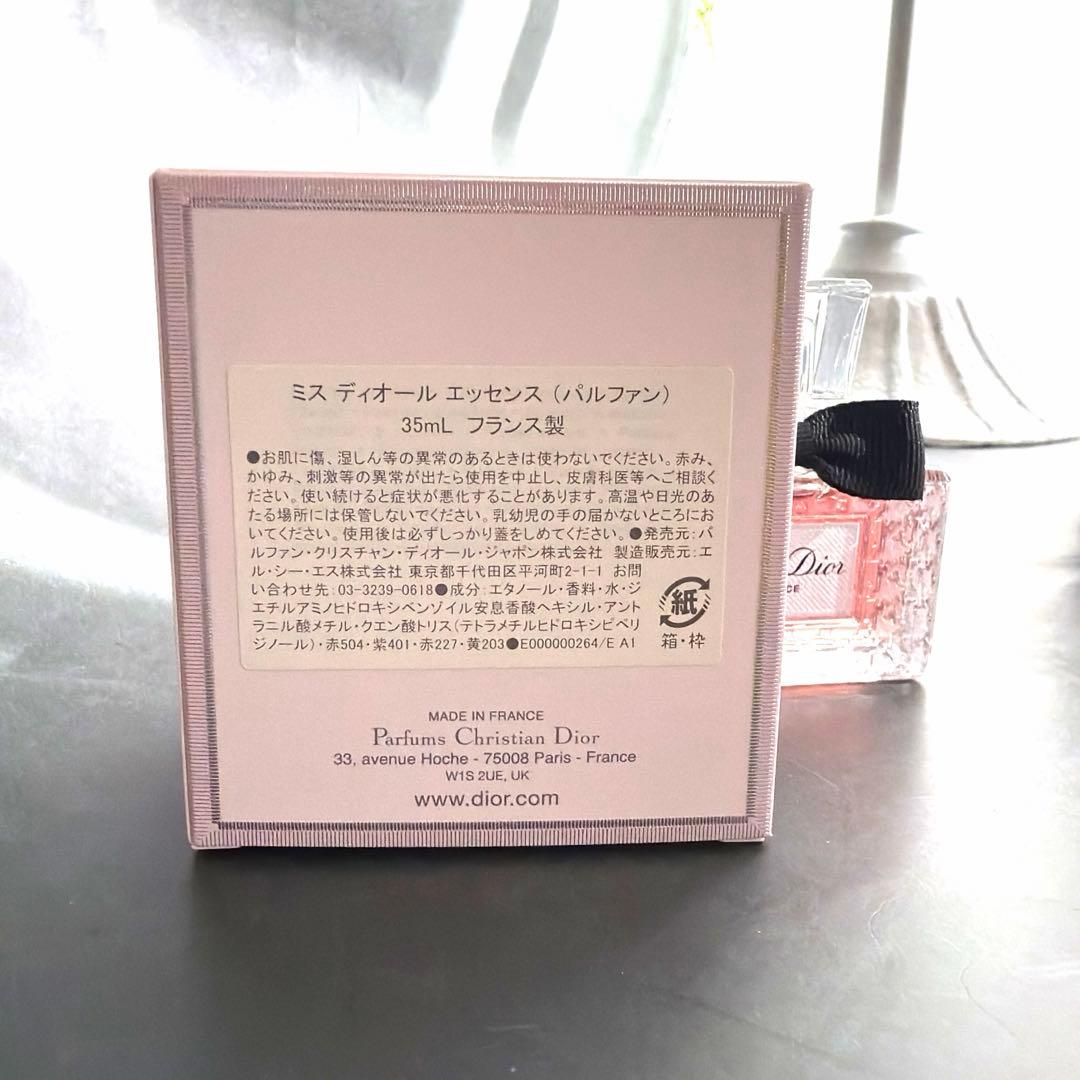 ミス ディオール エッセンス（パルファン）
35mL フランス製
●お肌に傷、湿しん等の異常のあるときは使わないでください。赤み、
かゆみ、刺激等の異常が出たら使用を中止し、皮膚科医等へご相談く
ださい。使い続けると症状が悪化することがあります。高温や日光のあ
たる場所には保管しないでください。乳幼児の手の届かないところにお
いてください。使用後は必ずしっかり蓋をしめてください。●発売元：パ
ルファン・クリスチャン・ディオール・ジャポン株式会社 製造販売元：エ
ル・シー・エス株式会社 東京都千代田区平河町2-1-1 お問
い合わせ先：03-3239-0618●成分：エタノール・香料・水・ジ
エチルアミノヒドロキシベンゾイル安息香酸ヘキシル・アント
ラニル酸メチル・クエン酸トリス（テトラメチルヒドロキシピペリ
ジノール）・赤504・紫401・赤227・黄203●E000000264/E A1
紙
箱・枠
MADE IN FRANCE
Parfums Christian Dior
33, avenue Hoche - 75008 Paris - France
W1S 2UE, UK
www.dior.com
Dior
CE